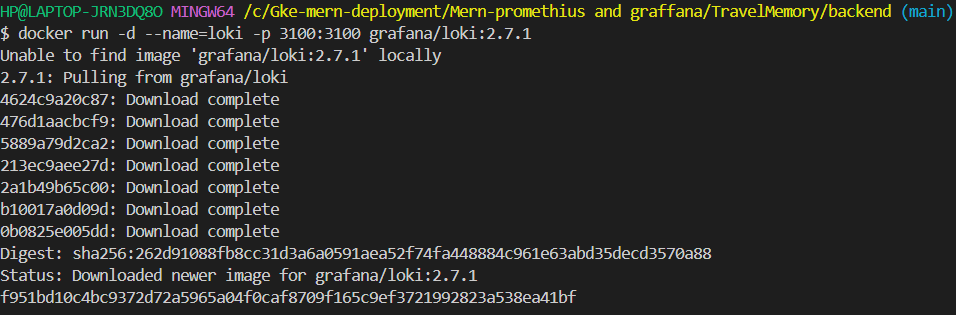 HP@LAPTOP-JRN3DQ8O MINGW64 /c/Gke-mern-deployment/Mern-promethius and graffana/TravelMemory/backend (main)
$ docker run -d --name=loki -p 3100:3100 grafana/loki:2.7.1
Unable to find image 'grafana/loki:2.7.1' locally
2.7.1: Pulling from grafana/loki
4624c9a20c87: Download complete
476d1aacbcf9: Download complete
5889a79d2ca2: Download complete
213ec9aee27d: Download complete
2a1b49b65c00: Download complete
b10017a0d09d: Download complete
0b0825e005dd: Download complete
Digest: sha256:262d91088fb8cc31d3a6a0591aea52f74fa448884c961e63abd35decd3570a88
Status: Downloaded newer image for grafana/loki:2.7.1
f951bd10c4bc9372d72a5965a04f0caf8709f165c9ef3721992823a538ea41bf